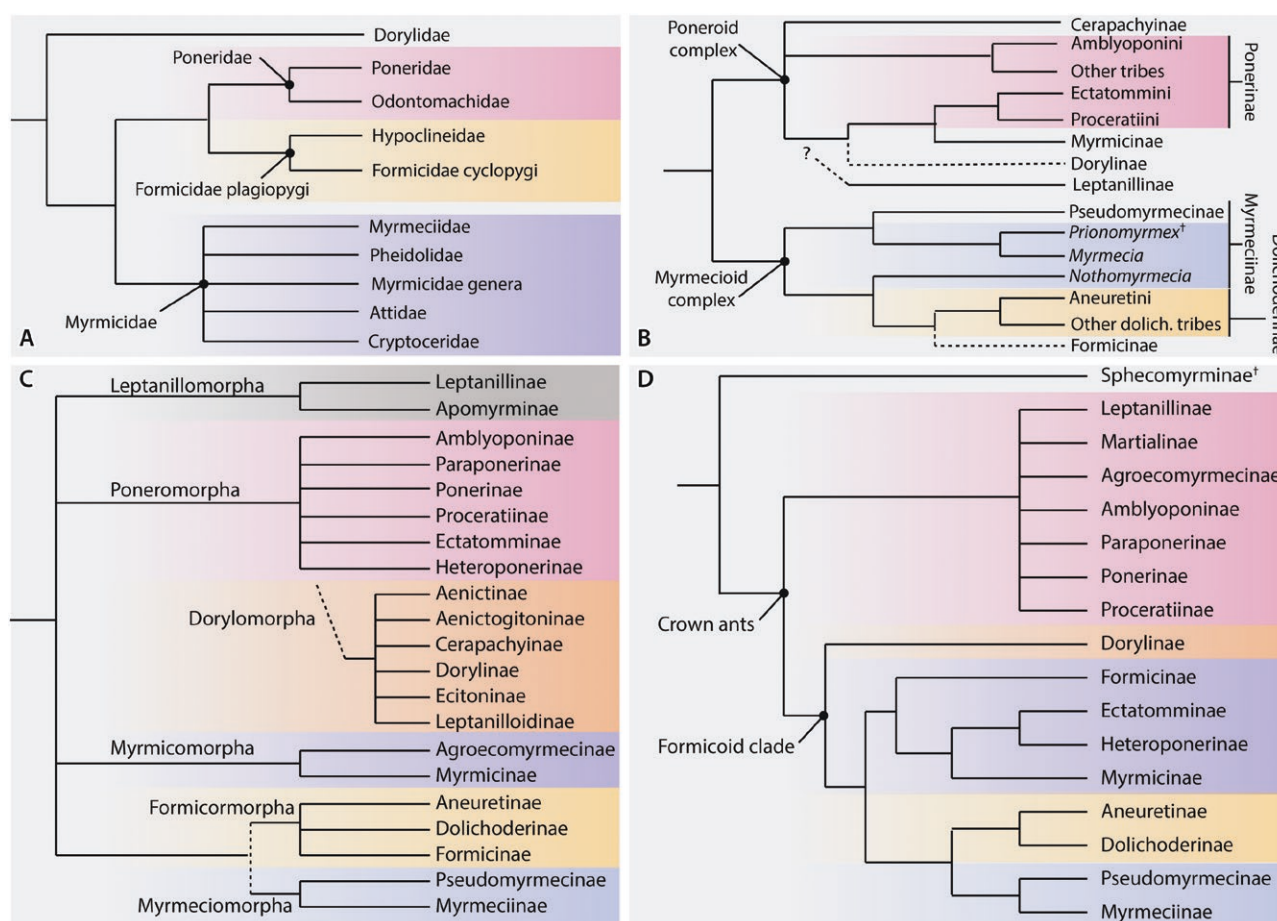 Dorylidae
Poneridae
Poneridae
Odontomachidae
Hypoclineidae
Formicidae plagiopygi
Formicidae cyclopygi
Myrmeciidae
Pheidolidae
Myrmicidae genera
Attidae
Myrmicidae
Cryptoceridae
A
Poneroid
complex
Cerapachyinae
Amblyoponini
Other tribes
Ectatommini
Proceratiini
Ponerinae
Myrmicinae
Dorylinae
?
Leptanillinae
Pseudomyrmecinae
Prionomyrmex†
Myrmecia
Myrmeciinae
Myrmecioid
complex
Nothomyrmecia
Aneuretini
Other dolich. tribes
Dolichoderinae
Formicinae
B
C
Leptanillomorpha
Leptanillinae
Apomyrminae
Poneromorpha
Amblyoponinae
Paraponerinae
Ponerinae
Proceratiinae
Ectatomminae
Heteroponerinae
Dorylomorpha
Aenictinae
Aenictogitoninae
Cerapachyinae
Dorylinae
Ecitoninae
Leptanilloidinae
Myrmicomorpha
Agroecomyrmecinae
Myrmicinae
Formicormorpha
Aneuretinae
Dolichoderinae
Formicinae
Myrmeciomorpha
Pseudomyrmecinae
Myrmeciinae
D
Sphecomyrminae†
Leptanillinae
Martialinae
Agroecomyrmecinae
Amblyoponinae
Paraponerinae
Ponerinae
Proceratiinae
Crown ants
Dorylinae
Formicinae
Ectatomminae
Heteroponerinae
Formicoid clade
Myrmicinae
Aneuretinae
Dolichoderinae
Pseudomyrmecinae
Myrmeciinae